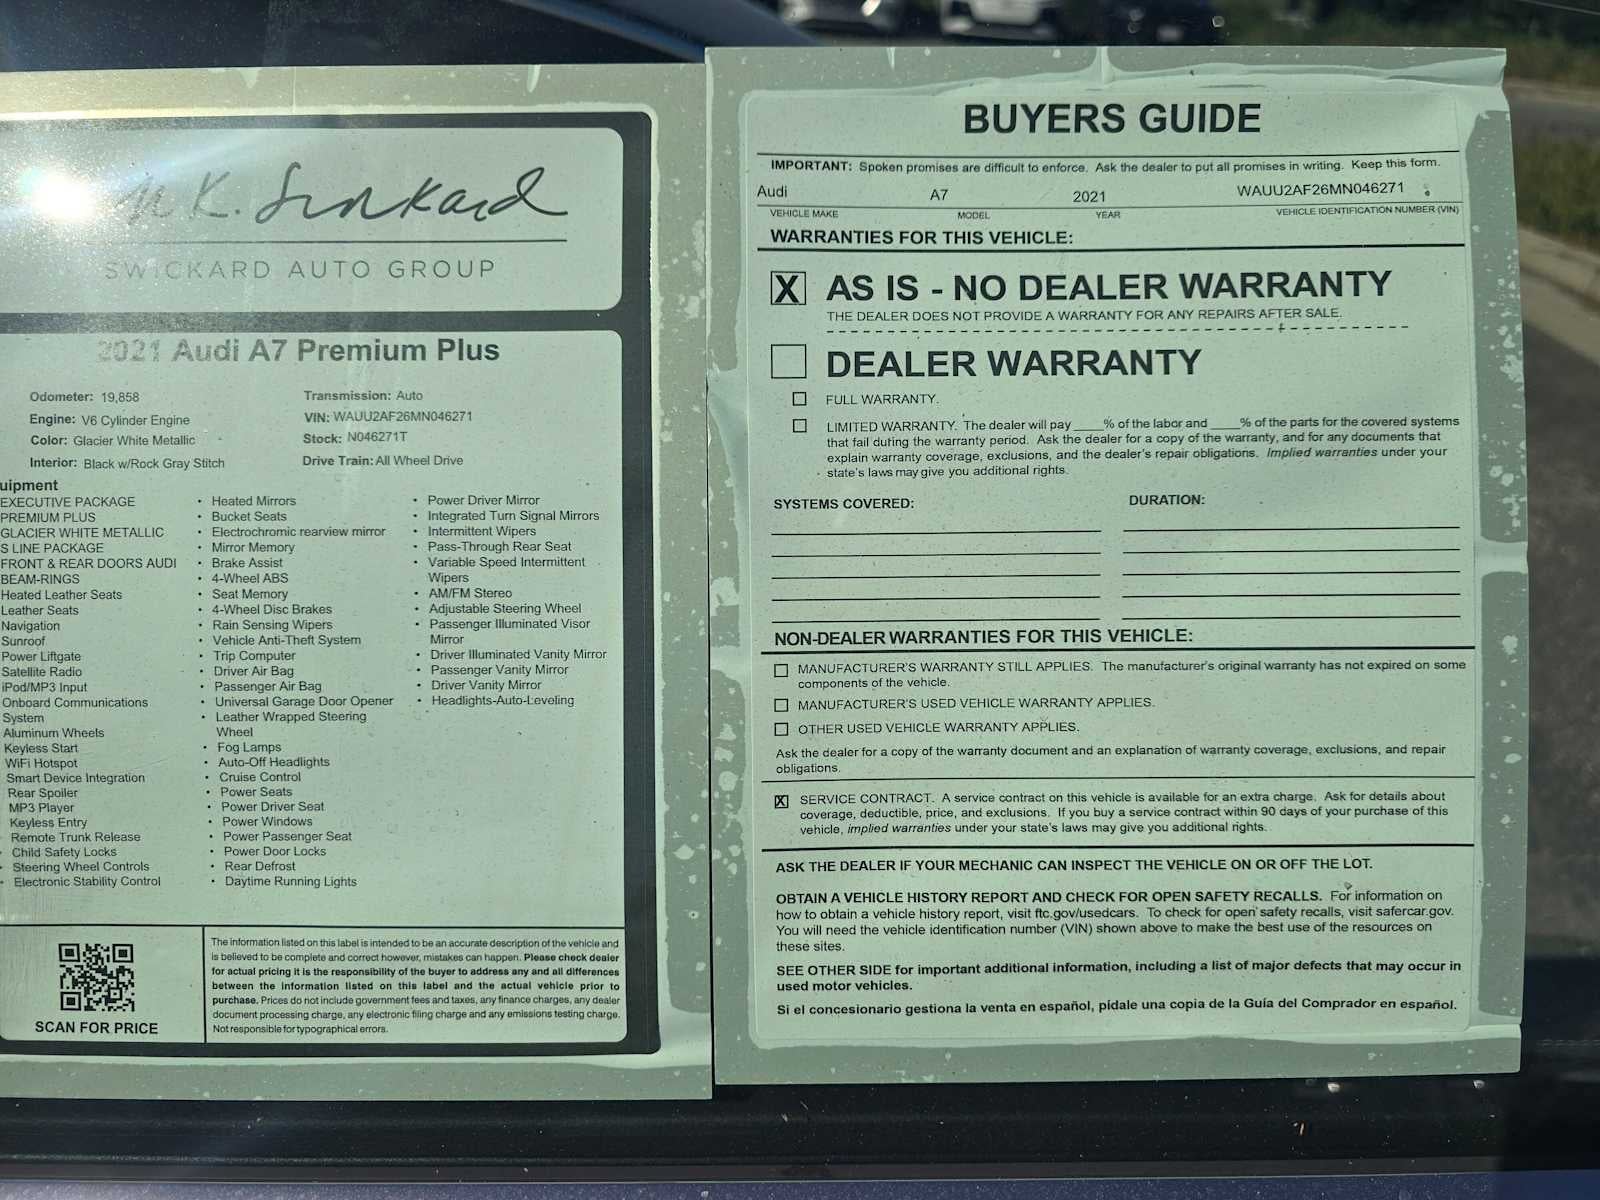 M K. Swickard
SWICKARD AUTO GROUP
2021 Audi A7 Premium Plus
Odometer: 19,858
Engine: V6 Cylinder Engine
Color: Glacier White Metallic
Interior: Black w/Rock Gray Stitch
Transmission: Auto
VIN: WAUU2AF26MN046271
Stock: N046271T
Drive Train: All Wheel Drive
uipment
EXECUTIVE PACKAGE
PREMIUM PLUS
GLACIER WHITE METALLIC
S LINE PACKAGE
FRONT & REAR DOORS AUDI
BEAM-RINGS
Heated Leather Seats
Leather Seats
Navigation
Sunroof
Power Liftgate
Satellite Radio
iPod/MP3 Input
Onboard Communications
System
Aluminum Wheels
Keyless Start
WiFi Hotspot
Smart Device Integration
Rear Spoiler
MP3 Player
Keyless Entry
Remote Trunk Release
• Child Safety Locks
• Steering Wheel Controls
• Electronic Stability Control
• Heated Mirrors
• Bucket Seats
• Electrochromic rearview mirror
• Mirror Memory
• Brake Assist
• 4-Wheel ABS
• Seat Memory
• 4-Wheel Disc Brakes
• Rain Sensing Wipers
• Vehicle Anti-Theft System
• Trip Computer
• Driver Air Bag
• Passenger Air Bag
• Universal Garage Door Opener
• Leather Wrapped Steering
Wheel
• Fog Lamps
• Auto-Off Headlights
• Cruise Control
• Power Seats
• Power Driver Seat
• Power Windows
• Power Passenger Seat
• Power Door Locks
• Rear Defrost
• Daytime Running Lights
• Power Driver Mirror
• Integrated Turn Signal Mirrors
• Intermittent Wipers
• Pass-Through Rear Seat
• Variable Speed Intermittent
Wipers
• AM/FM Stereo
• Adjustable Steering Wheel
• Passenger Illuminated Visor
Mirror
• Driver Illuminated Vanity Mirror
• Passenger Vanity Mirror
• Driver Vanity Mirror
• Headlights-Auto-Leveling
SCAN FOR PRICE
The information listed on this label is intended to be an accurate description of the vehicle and
is believed to be complete and correct however, mistakes can happen. Please check dealer
for actual pricing it is the responsibility of the buyer to address any and all differences
between the information listed on this label and the actual vehicle prior to
purchase. Prices do not include government fees and taxes, any finance charges, any dealer
document processing charge, any electronic filing charge and any emissions testing charge.
Not responsible for typographical errors.
BUYERS GUIDE
IMPORTANT: Spoken promises are difficult to enforce. Ask the dealer to put all promises in writing. Keep this form.
Audi A7 2021 WAUU2AF26MN046271
VEHICLE MAKE MODEL YEAR VEHICLE IDENTIFICATION NUMBER (VIN)
WARRANTIES FOR THIS VEHICLE:
X AS IS - NO DEALER WARRANTY
THE DEALER DOES NOT PROVIDE A WARRANTY FOR ANY REPAIRS AFTER SALE.
DEALER WARRANTY
FULL WARRANTY.
LIMITED WARRANTY. The dealer will pay ____% of the labor and ____% of the parts for the covered systems
that fail during the warranty period. Ask the dealer for a copy of the warranty, and for any documents that
explain warranty coverage, exclusions, and the dealer's repair obligations. Implied warranties under your
state's laws may give you additional rights.
SYSTEMS COVERED: DURATION:
NON-DEALER WARRANTIES FOR THIS VEHICLE:
MANUFACTURER'S WARRANTY STILL APPLIES. The manufacturer's original warranty has not expired on some
components of the vehicle.
MANUFACTURER'S USED VEHICLE WARRANTY APPLIES.
OTHER USED VEHICLE WARRANTY APPLIES.
Ask the dealer for a copy of the warranty document and an explanation of warranty coverage, exclusions, and repair
obligations.
X SERVICE CONTRACT. A service contract on this vehicle is available for an extra charge. Ask for details about
coverage, deductible, price, and exclusions. If you buy a service contract within 90 days of your purchase of this
vehicle, implied warranties under your state's laws may give you additional rights.
ASK THE DEALER IF YOUR MECHANIC CAN INSPECT THE VEHICLE ON OR OFF THE LOT.
OBTAIN A VEHICLE HISTORY REPORT AND CHECK FOR OPEN SAFETY RECALLS. For information on
how to obtain a vehicle history report, visit ftc.gov/usedcars. To check for open safety recalls, visit safercar.gov.
You will need the vehicle identification number (VIN) shown above to make the best use of the resources on
these sites.
SEE OTHER SIDE for important additional information, including a list of major defects that may occur in
used motor vehicles.
Si el concesionario gestiona la venta en español, pídale una copia de la Guía del Comprador en español.